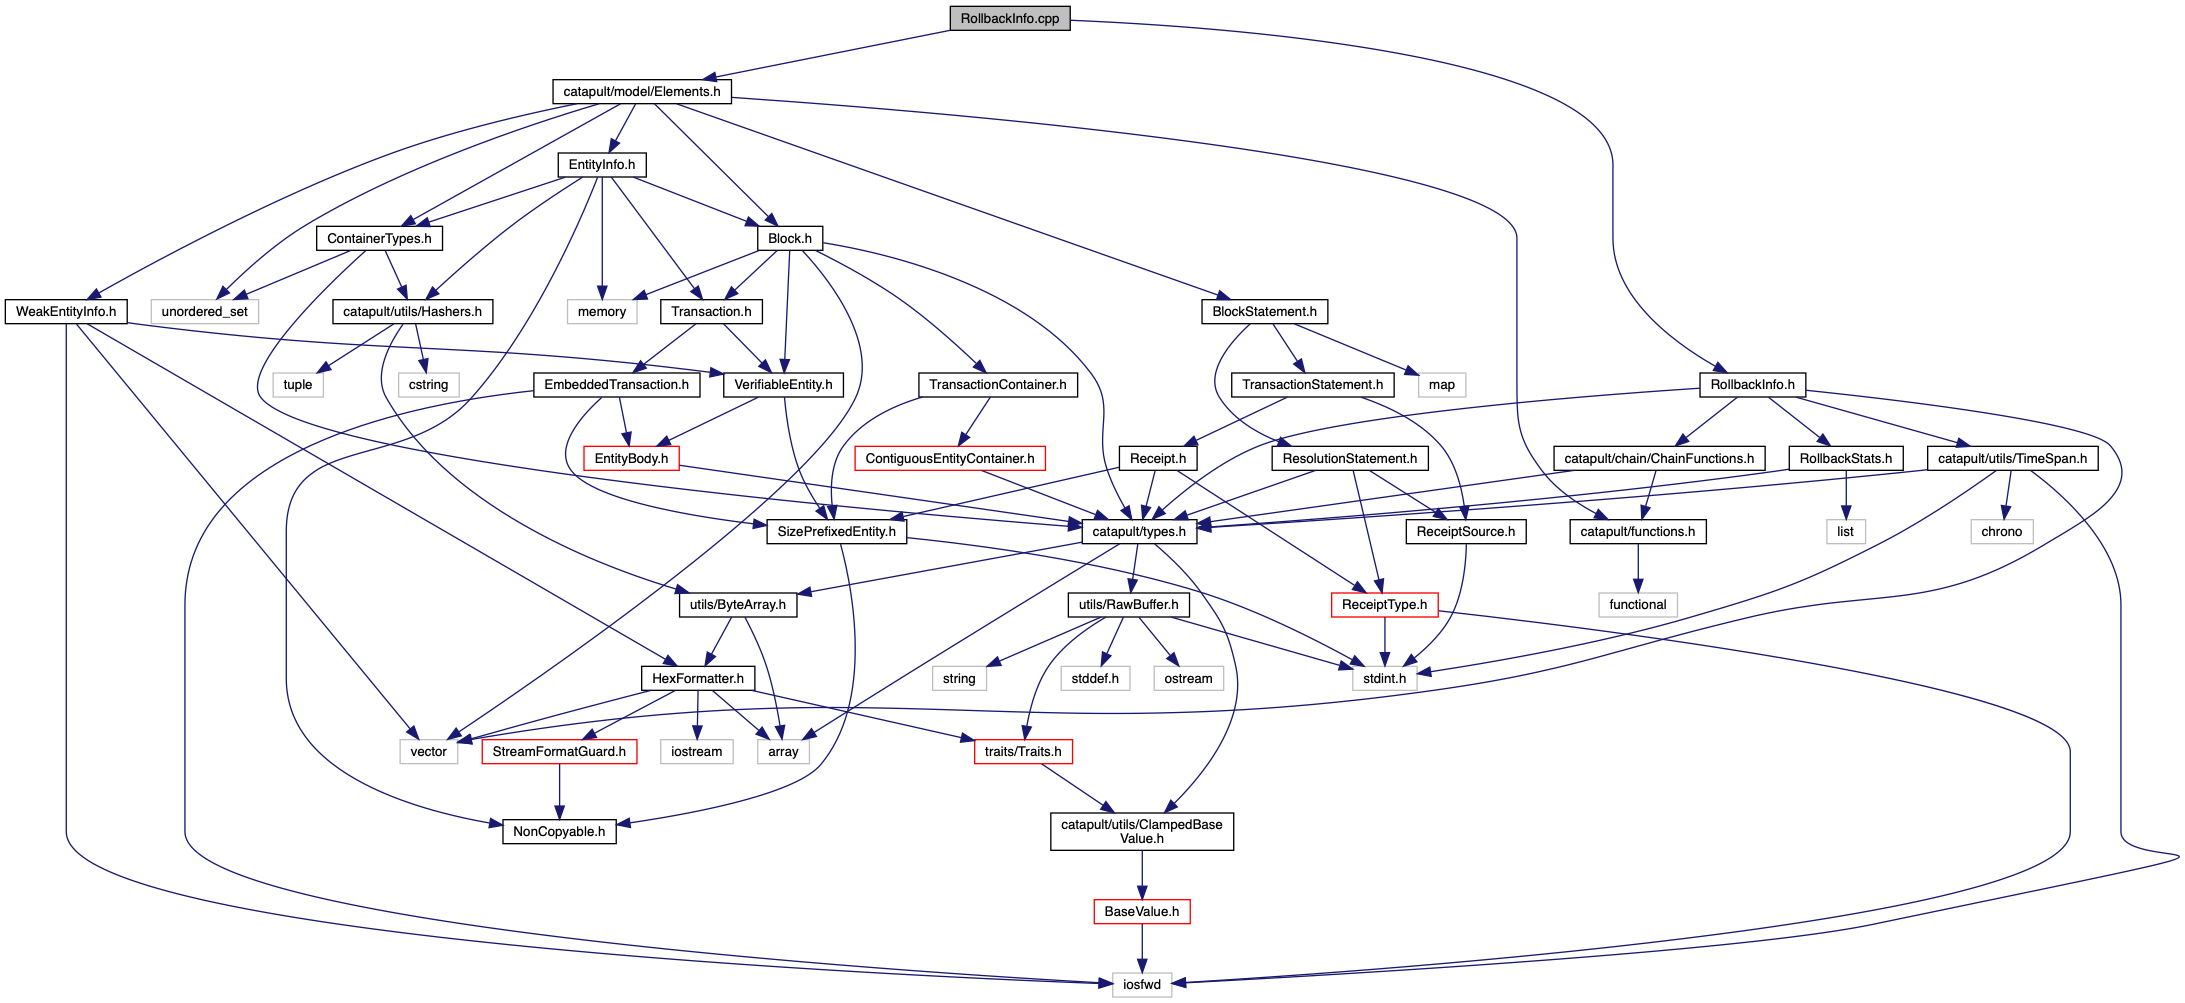 RollbackInfo.cpp
catapult/model/Elements.h
EntityInfo.h
ContainerTypes.h
Block.h
WeakEntityInfo.h
unordered_set
catapult/utils/Hashers.h
memory
Transaction.h
BlockStatement.h
tuple
cstring
EmbeddedTransaction.h
VerifiableEntity.h
TransactionContainer.h
TransactionStatement.h
map
RollbackInfo.h
EntityBody.h
ContiguousEntityContainer.h
Receipt.h
ResolutionStatement.h
catapult/chain/ChainFunctions.h
RollbackStats.h
catapult/utils/TimeSpan.h
SizePrefixedEntity.h
catapult/types.h
ReceiptSource.h
catapult/functions.h
list
chrono
utils/ByteArray.h
utils/RawBuffer.h
ReceiptType.h
functional
HexFormatter.h
string
stddef.h
ostream
stdint.h
vector
StreamFormatGuard.h
iostream
array
traits/Traits.h
NonCopyable.h
catapult/utils/ClampedBase
Value.h
BaseValue.h
iosfwd